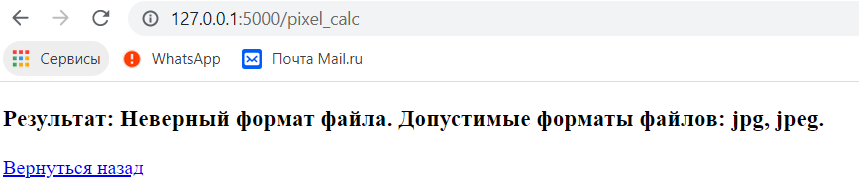 127.0.0.1:5000/pixel_calc
Сервисы WhatsApp Почта Mail.ru
Результат: Неверный формат файла. Допустимые форматы файлов: jpg, jpeg.
Вернуться назад